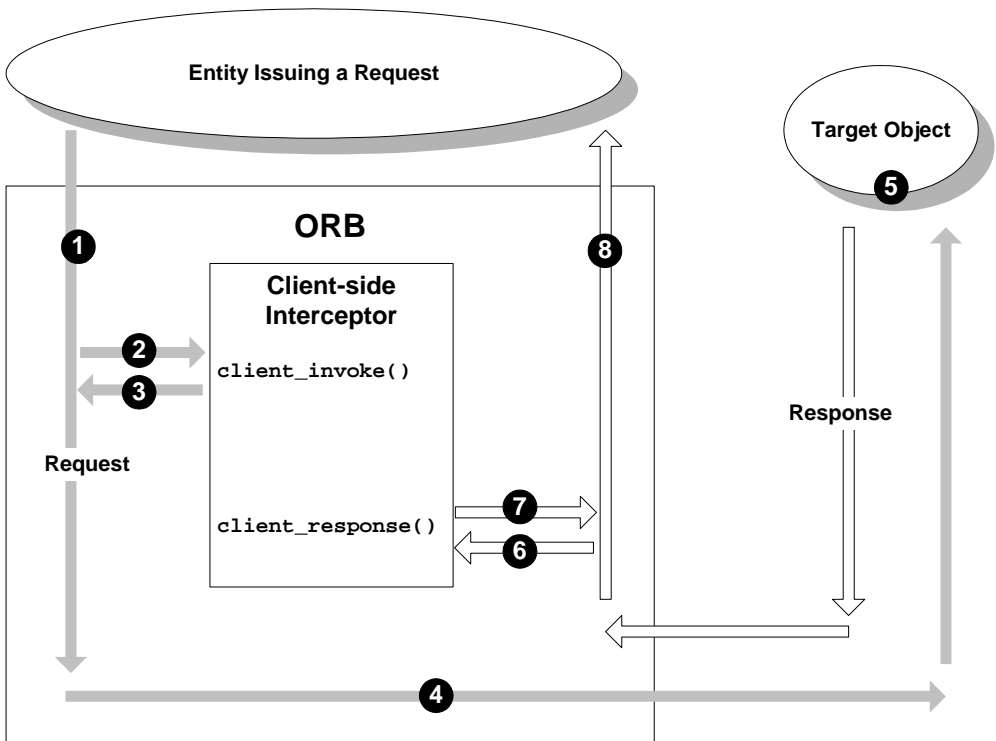 Entity Issuing a Request
Target Object
5
ORB
1
8
Client-side
Interceptor
2
client_invoke()
3
Response
Request
7
client_response()
6
4